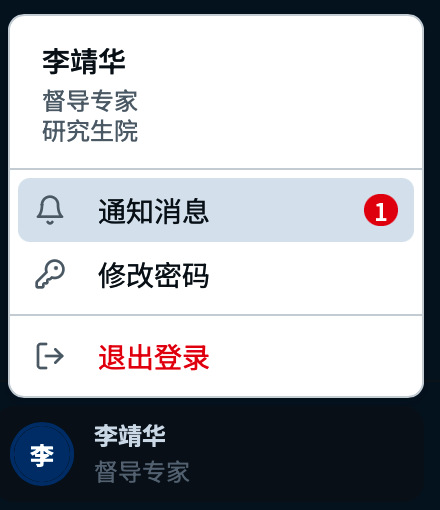 李靖华
督导专家
研究生院
通知消息 1
修改密码
退出登录
李 李靖华
督导专家